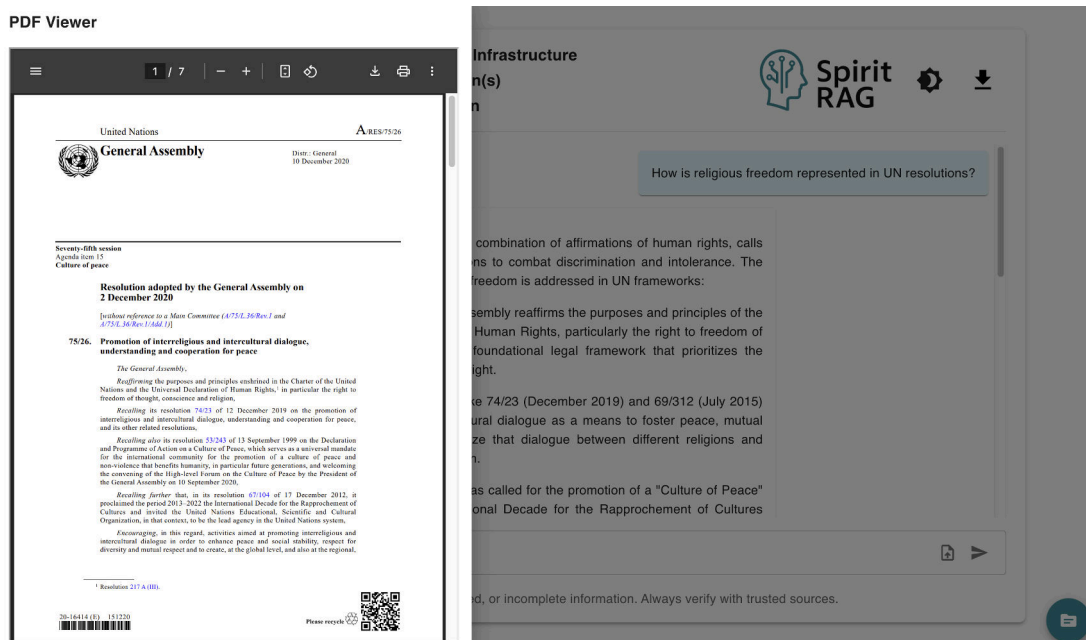 PDF Viewer
1 / 7
United Nations
A/RES/75/26
General Assembly
Distr.: General
10 December 2020
Seventy-fifth session
Agenda item 15
Culture of peace
Resolution adopted by the General Assembly on
2 December 2020
[without reference to a Main Committee (A/75/L.36/Rev.1 and
A/75/L.36/Rev.1/Add.1)]
75/26. Promotion of interreligious and intercultural dialogue,
understanding and cooperation for peace
The General Assembly,
Reaffirming the purposes and principles enshrined in the Charter of the United
Nations and the Universal Declaration of Human Rights,1 in particular the right to
freedom of thought, conscience and religion,
Recalling its resolution 74/23 of 12 December 2019 on the promotion of
interreligious and intercultural dialogue, understanding and cooperation for peace,
and its other related resolutions,
Recalling also its resolution 53/243 of 13 September 1999 on the Declaration
and Programme of Action on a Culture of Peace, which serves as a universal mandate
for the international community for the promotion of a culture of peace and
non-violence that benefits humanity, in particular future generations, and welcoming
the convening of the High-level Forum on the Culture of Peace by the President of
the General Assembly on 10 September 2020,
Recalling further that, in its resolution 67/104 of 17 December 2012, it
proclaimed the period 2013–2022 the International Decade for the Rapprochement of
Cultures and invited the United Nations Educational, Scientific and Cultural
Organization, in that context, to be the lead agency in the United Nations system,
Encouraging, in this regard, activities aimed at promoting interreligious and
intercultural dialogue in order to enhance peace and social stability, respect for
diversity and mutual respect and to create, at the global level, and also at the regional,
1 Resolution 217 A (III).
20-16414 (E) 151220
Please recycle
Infrastructure
n(s)
n
Spirit
RAG
How is religious freedom represented in UN resolutions?
combination of affirmations of human rights, calls
ns to combat discrimination and intolerance. The
freedom is addressed in UN frameworks:
sembly reaffirms the purposes and principles of the
Human Rights, particularly the right to freedom of
foundational legal framework that prioritizes the
ight.
ke 74/23 (December 2019) and 69/312 (July 2015)
ural dialogue as a means to foster peace, mutual
ze that dialogue between different religions and
n.
as called for the promotion of a "Culture of Peace"
onal Decade for the Rapprochement of Cultures
ed, or incomplete information. Always verify with trusted sources.